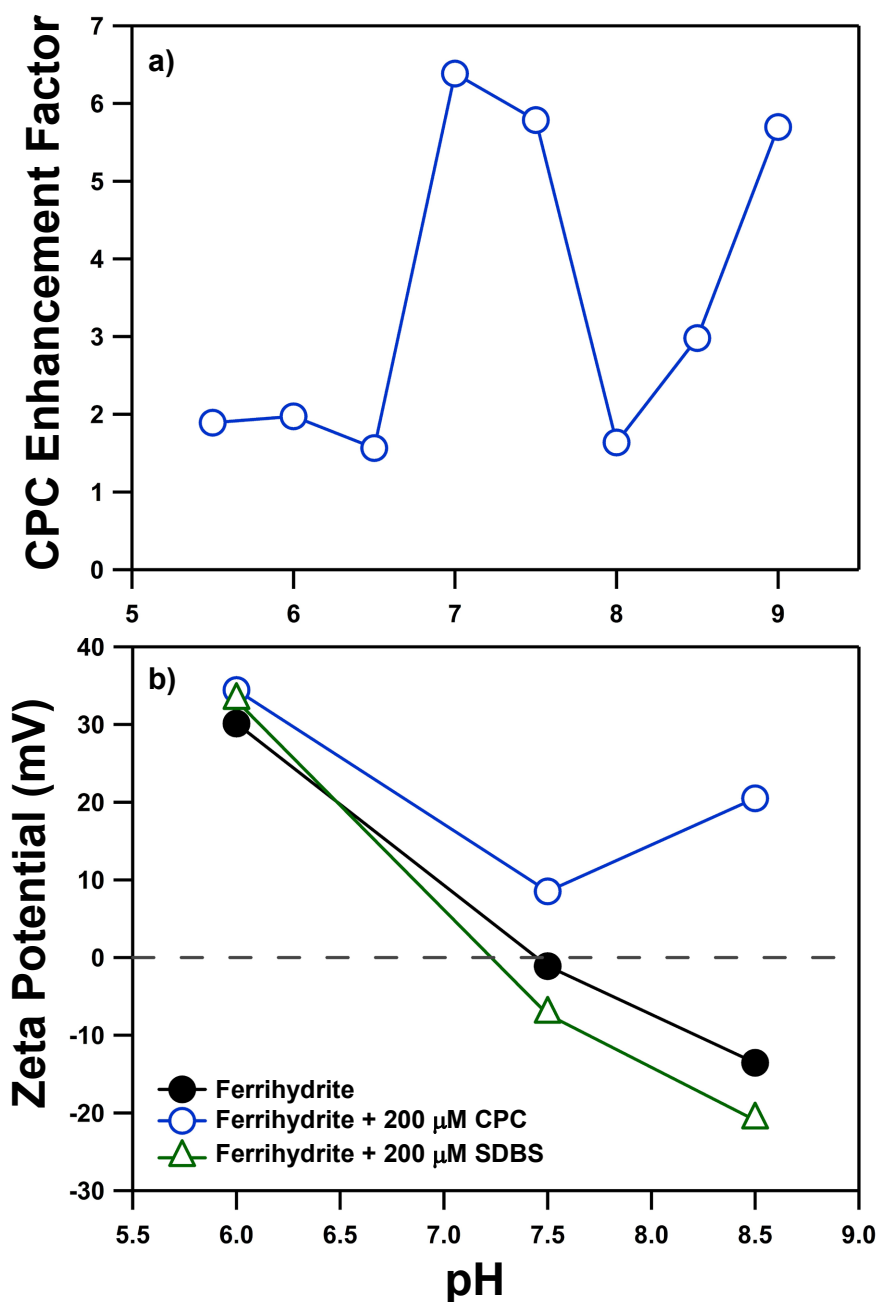 CPC Enhancement Factor
a)
7
6
5
4
3
2
1
0
5 6 7 8 9
Zeta Potential (mV)
b)
40
30
20
10
0
-10
-20
-30
Ferrihydrite
Ferrihydrite + 200 μM CPC
Ferrihydrite + 200 μM SDBS
5.5 6.0 6.5 7.0 7.5 8.0 8.5 9.0
pH